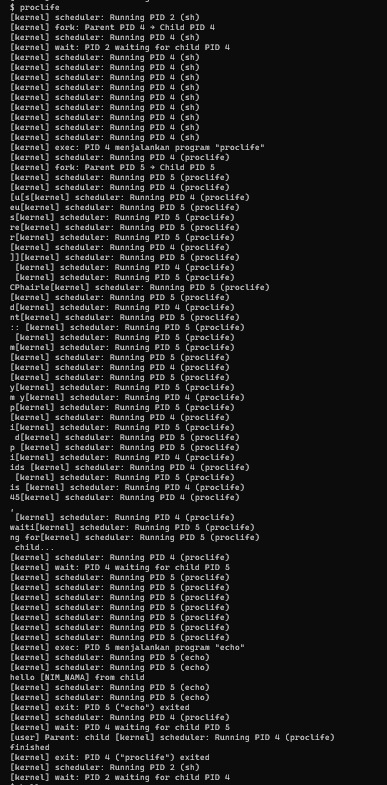 $ proclife
[kernel] scheduler: Running PID 2 (sh)
[kernel] fork: Parent PID 4 → Child PID 4
[kernel] scheduler: Running PID 4 (sh)
[kernel] wait: PID 2 waiting for child PID 4
[kernel] scheduler: Running PID 4 (sh)
[kernel] scheduler: Running PID 4 (sh)
[kernel] scheduler: Running PID 4 (sh)
[kernel] scheduler: Running PID 4 (sh)
[kernel] scheduler: Running PID 4 (sh)
[kernel] scheduler: Running PID 4 (sh)
[kernel] scheduler: Running PID 4 (sh)
[kernel] scheduler: Running PID 4 (sh)
[kernel] scheduler: Running PID 4 (sh)
[kernel] exec: PID 4 menjalankan program "proclife"
[kernel] scheduler: Running PID 4 (proclife)
[kernel] fork: Parent PID 5 → Child PID 5
[kernel] scheduler: Running PID 5 (proclife)
[kernel] scheduler: Running PID 4 (proclife)
[u[s[kernel] scheduler: Running PID 4 (proclife)
eu[kernel] scheduler: Running PID 5 (proclife)
s[kernel] scheduler: Running PID 5 (proclife)
re[kernel] scheduler: Running PID 5 (proclife)
r[kernel] scheduler: Running PID 5 (proclife)
[kernel] scheduler: Running PID 4 (proclife)
]][kernel] scheduler: Running PID 5 (proclife)
[kernel] scheduler: Running PID 4 (proclife)
[kernel] scheduler: Running PID 5 (proclife)
CPhairle[kernel] scheduler: Running PID 5 (proclife)
[kernel] scheduler: Running PID 5 (proclife)
d[kernel] scheduler: Running PID 4 (proclife)
nt[kernel] scheduler: Running PID 5 (proclife)
:: [kernel] scheduler: Running PID 5 (proclife)
[kernel] scheduler: Running PID 5 (proclife)
m[kernel] scheduler: Running PID 5 (proclife)
[kernel] scheduler: Running PID 5 (proclife)
[kernel] scheduler: Running PID 4 (proclife)
[kernel] scheduler: Running PID 5 (proclife)
y[kernel] scheduler: Running PID 5 (proclife)
m y[kernel] scheduler: Running PID 4 (proclife)
p[kernel] scheduler: Running PID 5 (proclife)
[kernel] scheduler: Running PID 4 (proclife)
i[kernel] scheduler: Running PID 5 (proclife)
d[kernel] scheduler: Running PID 5 (proclife)
p [kernel] scheduler: Running PID 5 (proclife)
i[kernel] scheduler: Running PID 4 (proclife)
ids [kernel] scheduler: Running PID 4 (proclife)
[kernel] scheduler: Running PID 5 (proclife)
is [kernel] scheduler: Running PID 4 (proclife)
45[kernel] scheduler: Running PID 4 (proclife)
,
[kernel] scheduler: Running PID 4 (proclife)
waiti[kernel] scheduler: Running PID 5 (proclife)
ng for[kernel] scheduler: Running PID 5 (proclife)
child...
[kernel] scheduler: Running PID 4 (proclife)
[kernel] wait: PID 4 waiting for child PID 5
[kernel] scheduler: Running PID 5 (proclife)
[kernel] scheduler: Running PID 5 (proclife)
[kernel] scheduler: Running PID 5 (proclife)
[kernel] scheduler: Running PID 5 (proclife)
[kernel] scheduler: Running PID 5 (proclife)
[kernel] scheduler: Running PID 5 (proclife)
[kernel] scheduler: Running PID 5 (proclife)
[kernel] exec: PID 5 menjalankan program "echo"
[kernel] scheduler: Running PID 5 (echo)
[kernel] scheduler: Running PID 5 (echo)
hello [NIM_NAMA] from child
[kernel] scheduler: Running PID 5 (echo)
[kernel] scheduler: Running PID 5 (echo)
[kernel] exit: PID 5 ("echo") exited
[kernel] scheduler: Running PID 4 (proclife)
[kernel] wait: PID 4 waiting for child PID 5
[user] Parent: child [kernel] scheduler: Running PID 4 (proclife)
finished
[kernel] exit: PID 4 ("proclife") exited
[kernel] scheduler: Running PID 2 (sh)
[kernel] wait: PID 2 waiting for child PID 4